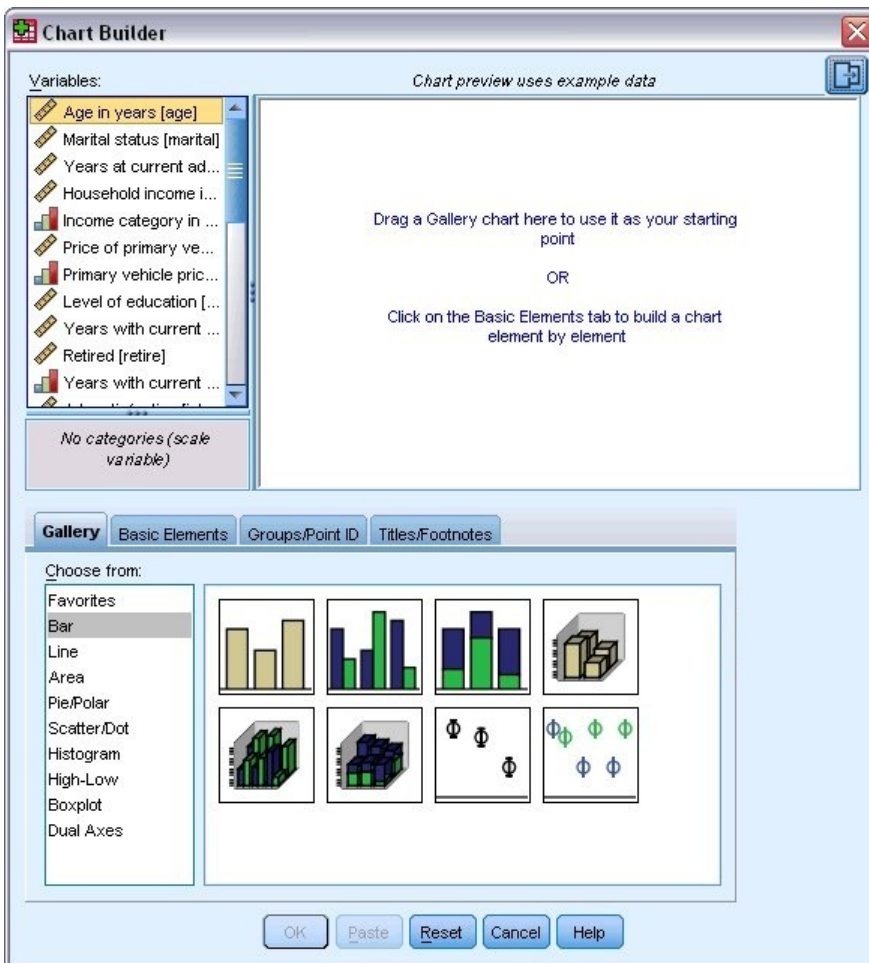 Chart Builder
Variables:
Chart preview uses example data
Age in years [age]
Marital status [marital]
Years at current ad...
Household income i...
Income category in ...
Price of primary ve...
Primary vehicle pric...
Level of education [...
Years with current ...
Retired [retire]
Years with current ...
Drag a Gallery chart here to use it as your starting
point
OR
Click on the Basic Elements tab to build a chart
element by element
No categories (scale
variable)
Gallery
Basic Elements
Groups/Point ID
Titles/Footnotes
Choose from:
Favorites
Bar
Line
Area
Pie/Polar
Scatter/Dot
Histogram
High-Low
Boxplot
Dual Axes
OK
Paste
Reset
Cancel
Help